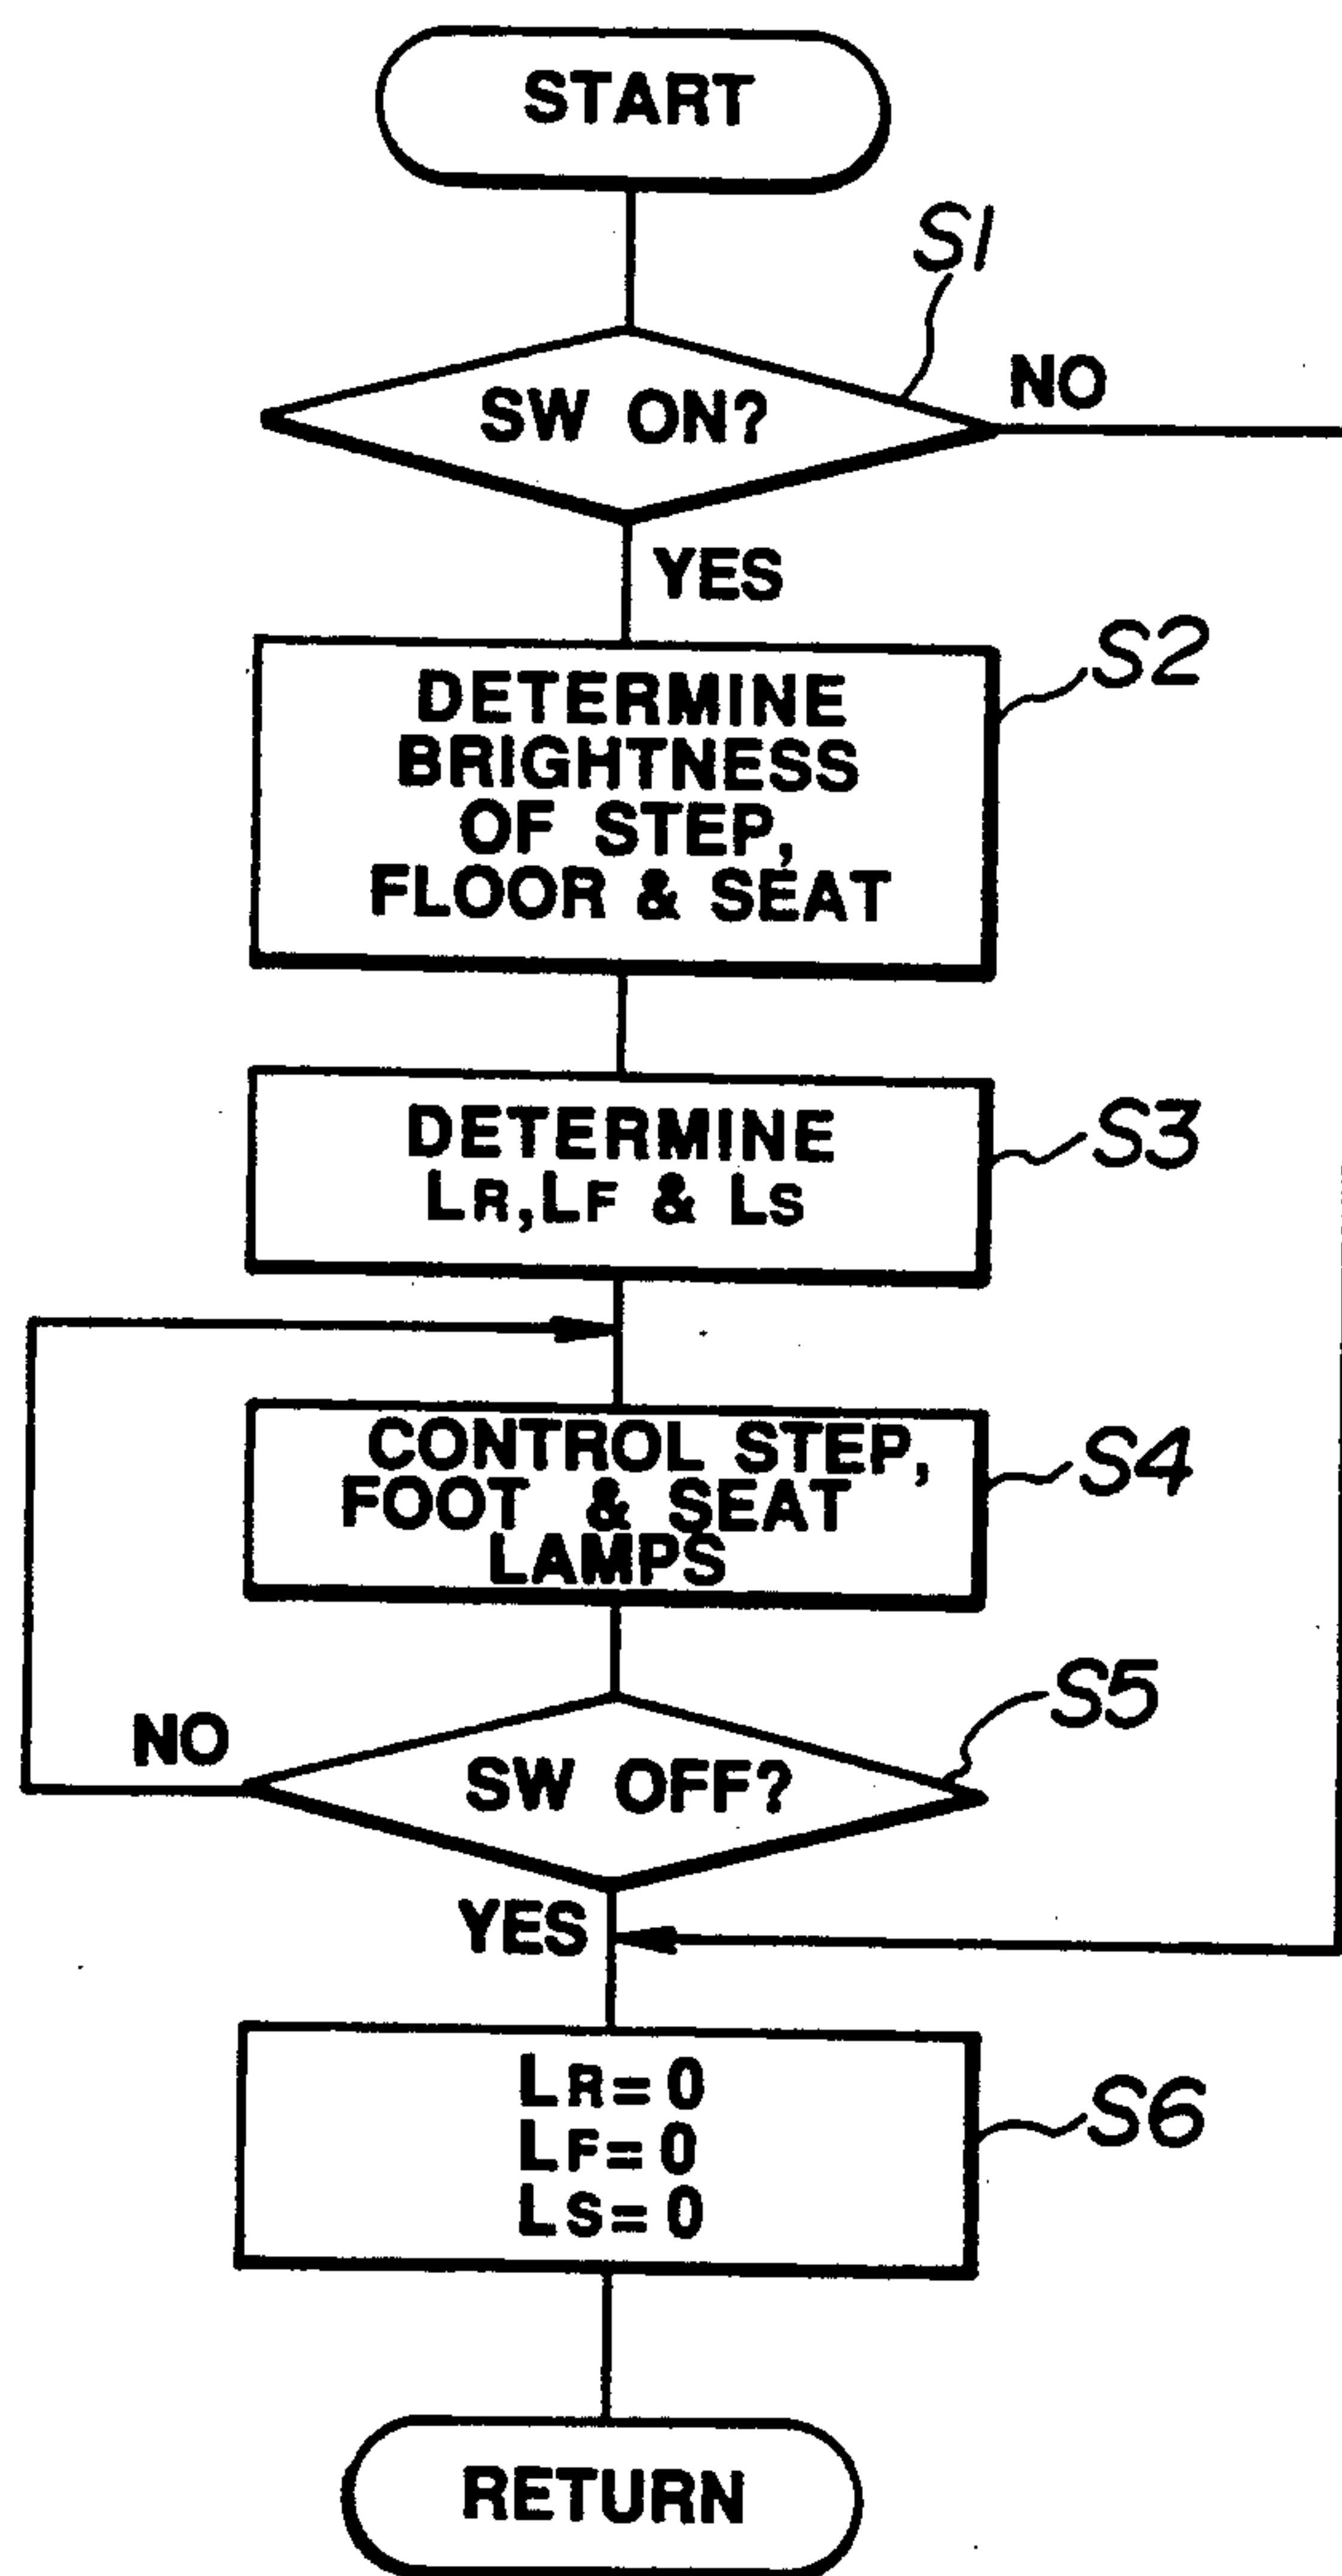 START
S1
SW ON?
NO
YES
S2
DETERMINE
BRIGHTNESS
OF STEP,
FLOOR & SEAT
S3
DETERMINE
LR,LF & LS
S4
CONTROL STEP,
FOOT & SEAT
LAMPS
S5
NO
SW OFF?
YES
S6
LR=0
LF=0
LS=0
RETURN